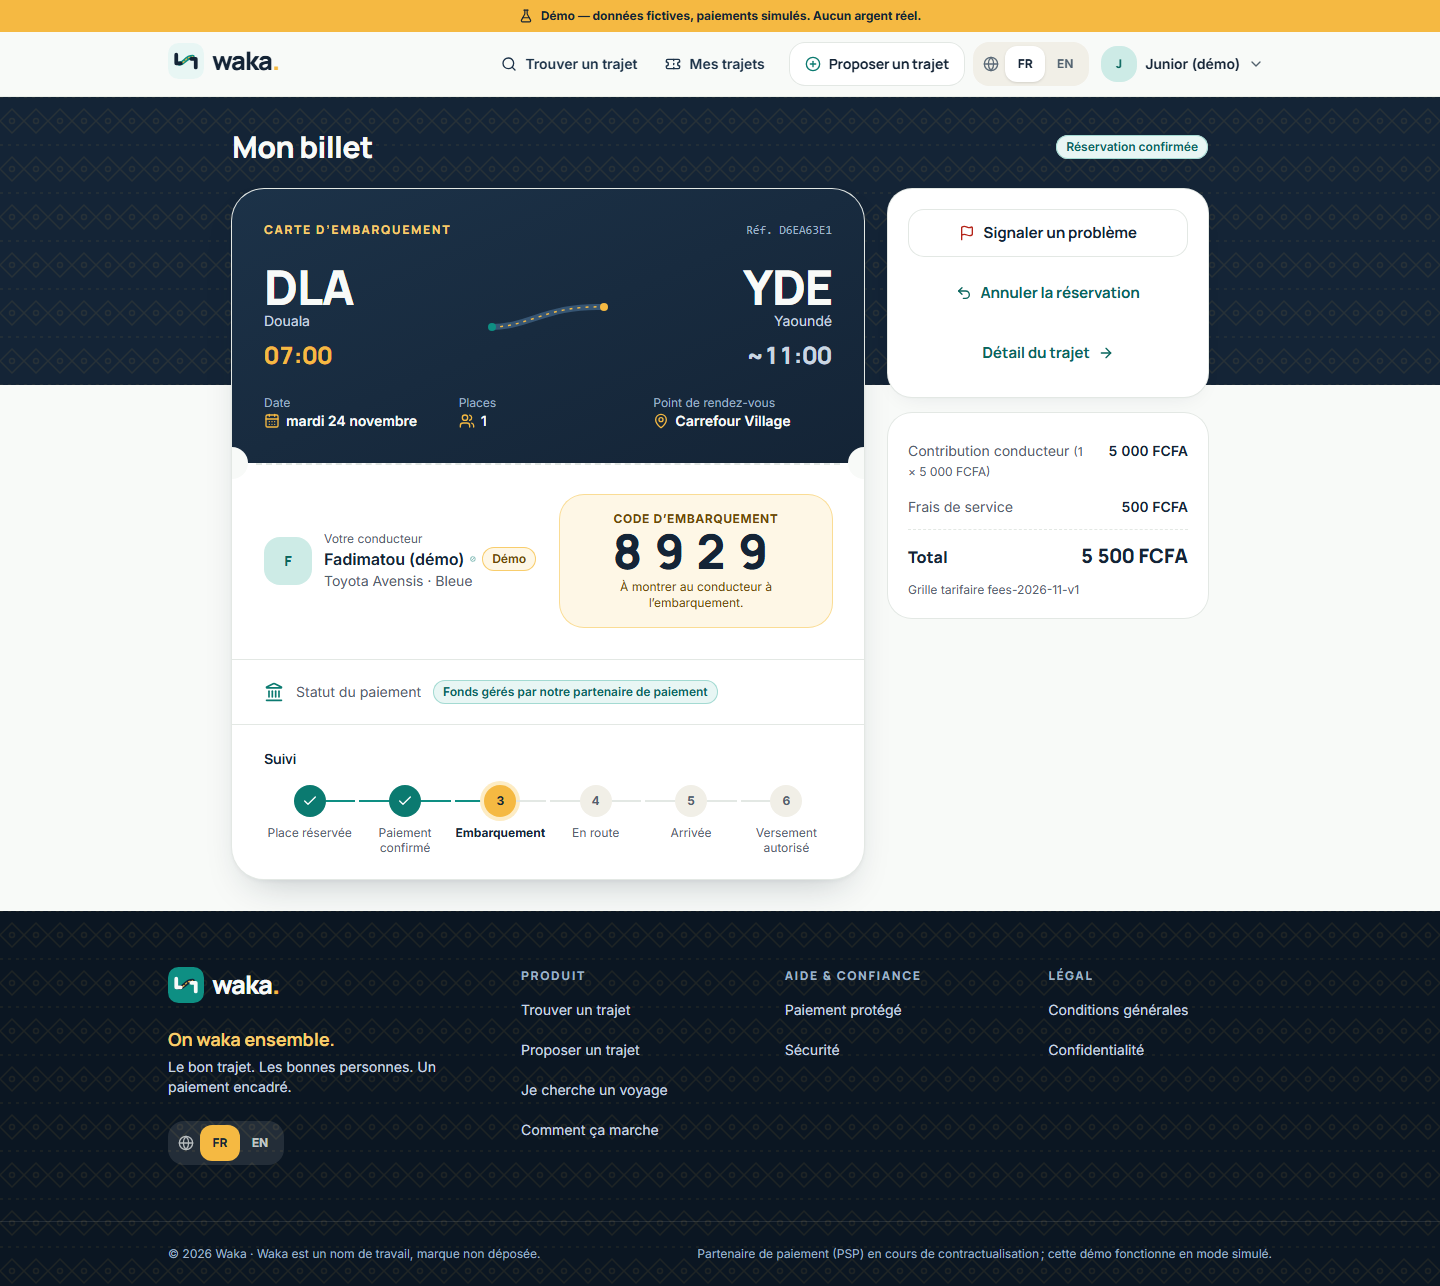 Démo — données fictives, paiements simulés. Aucun argent réel.
waka.
Trouver un trajet
Mes trajets
Proposer un trajet
FR
EN
J
Junior (démo)
Mon billet
Réservation confirmée
CARTE D’EMBARQUEMENT
Réf. D6EA63E1
DLA
YDE
Douala
Yaoundé
07:00
~11:00
Date
Places
Point de rendez-vous
mardi 24 novembre
1
Carrefour Village
Signaler un problème
Annuler la réservation
Détail du trajet
Contribution conducteur (1
× 5 000 FCFA)
5 000 FCFA
Frais de service
500 FCFA
Total
5 500 FCFA
Grille tarifaire fees-2026-11-v1
F
Votre conducteur
Fadimatou (démo)
Démo
Toyota Avensis · Bleue
CODE D’EMBARQUEMENT
8929
À montrer au conducteur à
l’embarquement.
Statut du paiement
Fonds gérés par notre partenaire de paiement
Suivi
3
4
5
6
Place réservée
Paiement
confirmé
Embarquement
En route
Arrivée
Versement
autorisé
waka.
On waka ensemble.
Le bon trajet. Les bonnes personnes. Un
paiement encadré.
FR
EN
PRODUIT
Trouver un trajet
Proposer un trajet
Je cherche un voyage
Comment ça marche
AIDE & CONFIANCE
Paiement protégé
Sécurité
LÉGAL
Conditions générales
Confidentialité
© 2026 Waka · Waka est un nom de travail, marque non déposée.
Partenaire de paiement (PSP) en cours de contractualisation ; cette démo fonctionne en mode simulé.